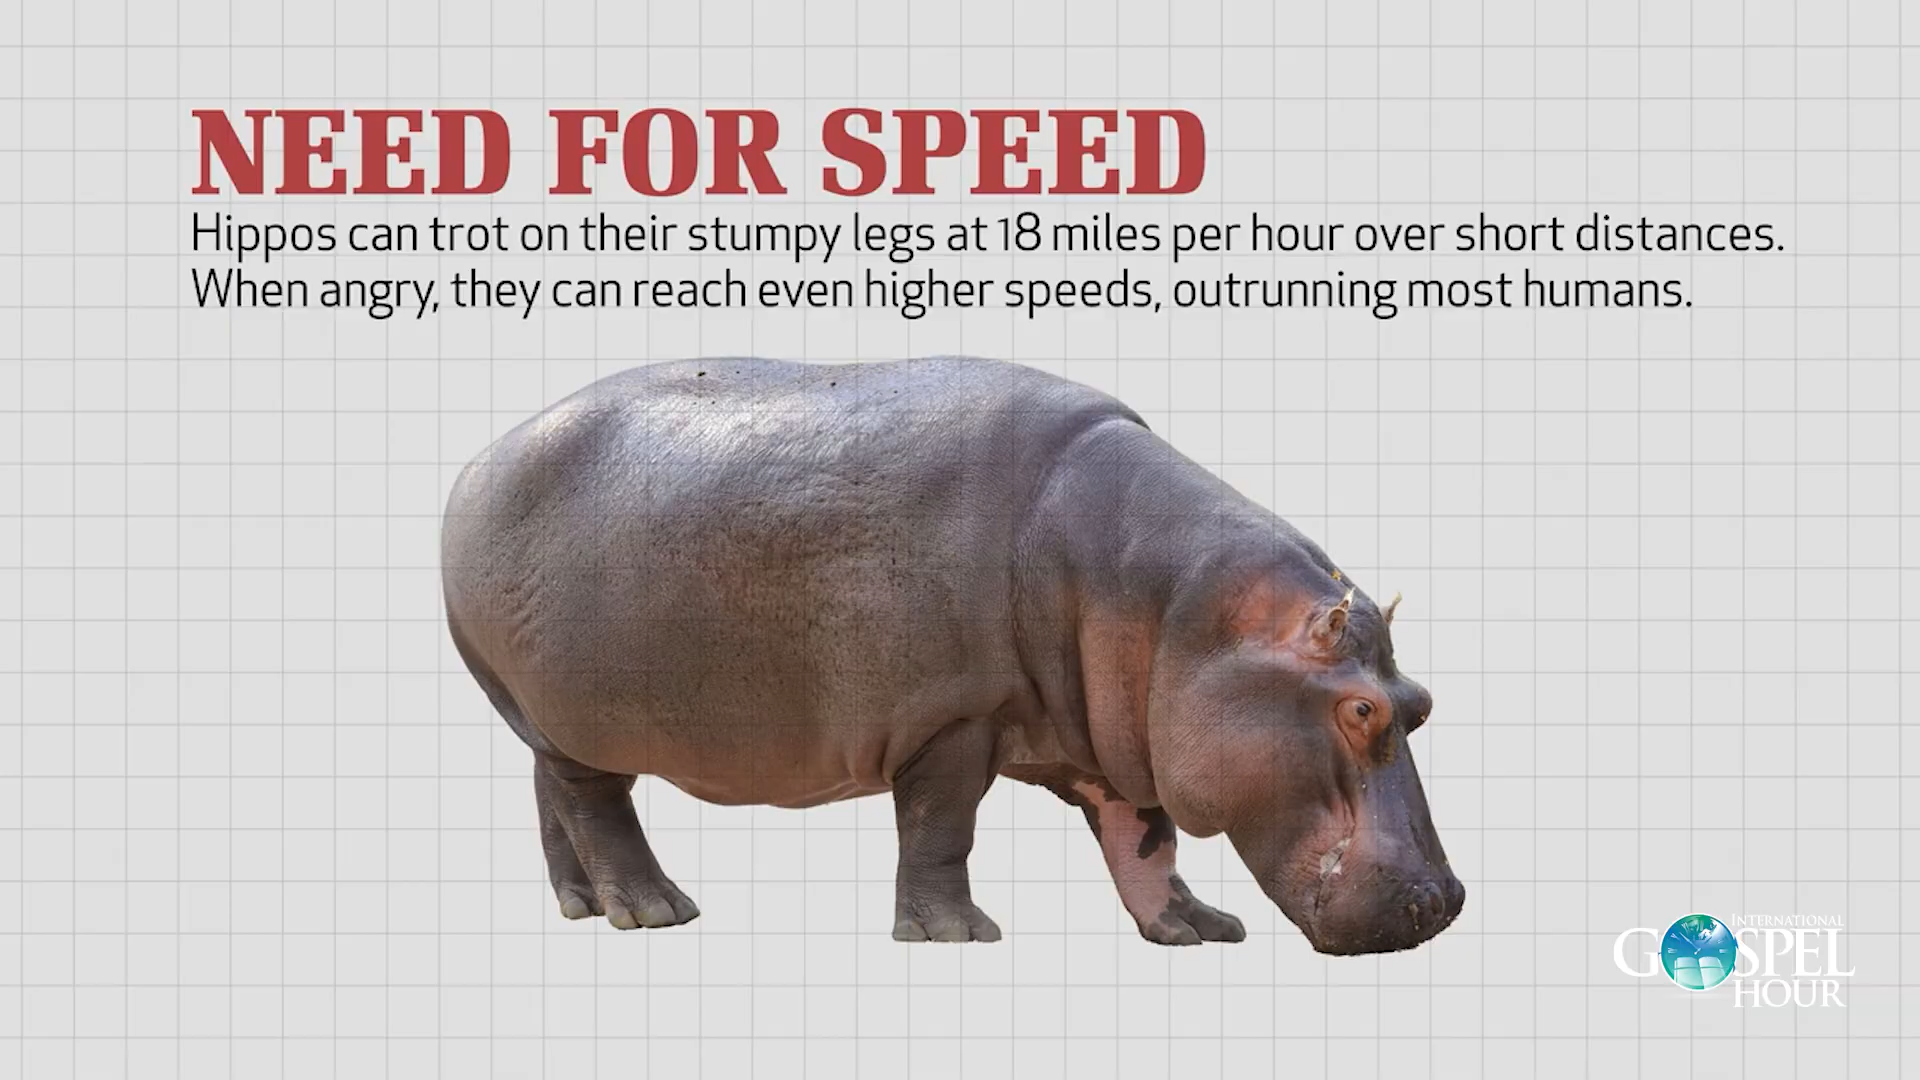 NEED FOR SPEED
Hippos can trot on their stumpy legs at 18 miles per hour over short distances.
When angry, they can reach even higher speeds, outrunning most humans.
INTERNATIONAL
GOSPEL
HOUR